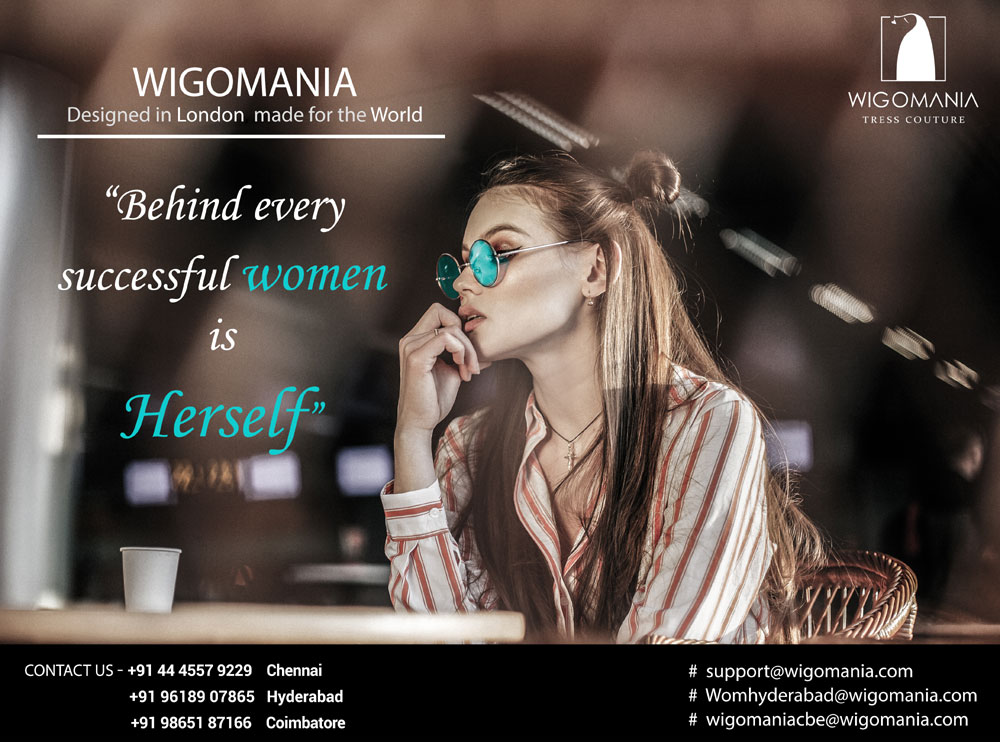 WIGOMANIA
Designed in London made for the World
WIGOMANIA
TRESS COUTURE
“Behind every
successful women
is
Herself”
CONTACT US - +91 44 4557 9229 Chennai
+91 96189 07865 Hyderabad
+91 98651 87166 Coimbatore
# support@wigomania.com
# Womhyderabad@wigomania.com
# wigomaniacbe@wigomania.com